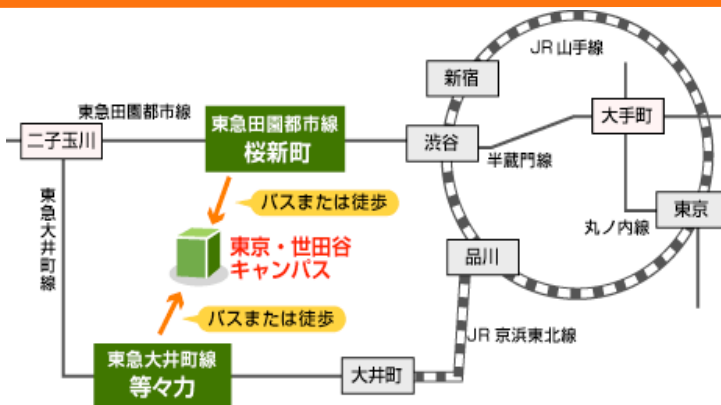 JR 山手線
新宿
東急田園都市線
東急田園都市線
桜新町
大手町
二子玉川
渋谷
半蔵門線
東急大井町線
バスまたは徒歩
東京
丸ノ内線
東京・世田谷
キャンパス
品川
バスまたは徒歩
JR 京浜東北線
東急大井町線
等々力
大井町